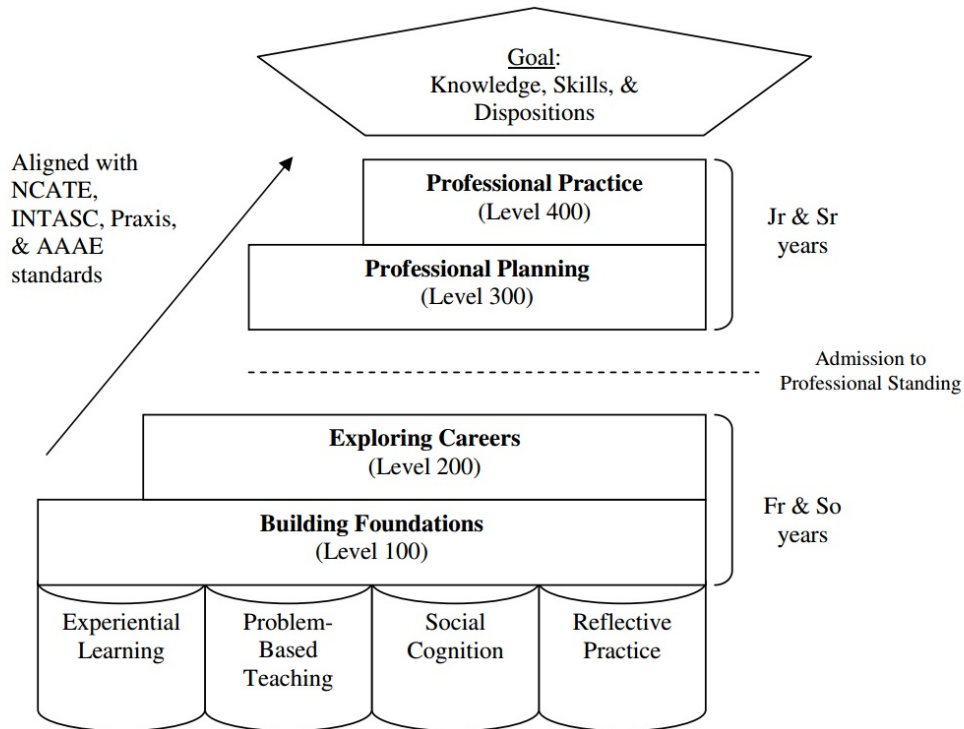 Goal:
Knowledge, Skills, &
Dispositions
Aligned with
NCATE,
INTASC, Praxis,
& AAAE
standards
Professional Practice
(Level 400)
Jr & Sr
years
Professional Planning
(Level 300)
Admission to
Professional Standing
Exploring Careers
(Level 200)
Fr & So
years
Building Foundations
(Level 100)
Experiential
Learning
Problem-
Based
Teaching
Social
Cognition
Reflective
Practice